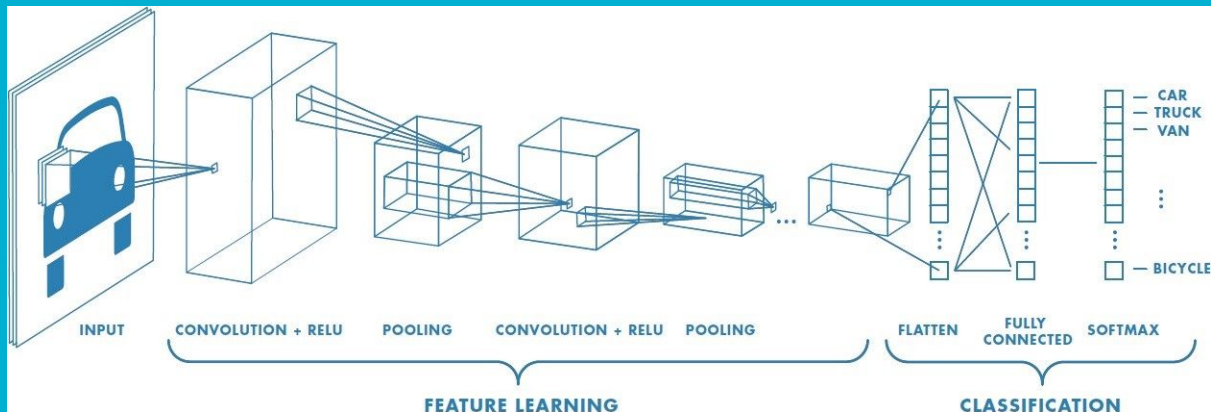 — CAR
— TRUCK
— VAN
— BICYCLE
INPUT
CONVOLUTION + RELU
POOLING
CONVOLUTION + RELU
POOLING
FLATTEN
FULLY
CONNECTED
SOFTMAX
FEATURE LEARNING
CLASSIFICATION